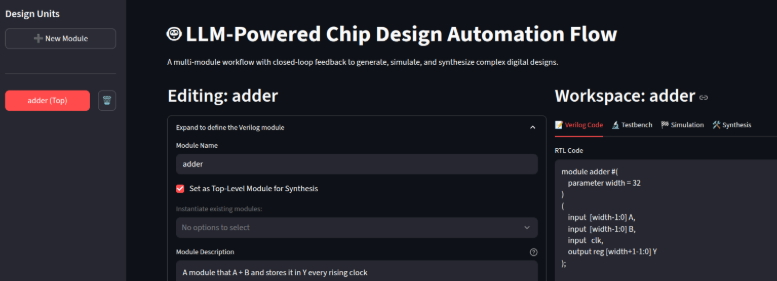 Design Units
➕ New Module
adder (Top)
LLM-Powered Chip Design Automation Flow
A multi-module workflow with closed-loop feedback to generate, simulate, and synthesize complex digital designs.
Editing: adder
Expand to define the Verilog module
Module Name
adder
Set as Top-Level Module for Synthesis
Instantiate existing modules:
No options to select
Module Description
A module that A + B and stores it in Y every rising clock
Workspace: adder
Verilog Code Testbench Simulation Synthesis
RTL Code
module adder #(
parameter width = 32
)
(
input [width-1:0] A,
input [width-1:0] B,
input clk,
output reg [width+1-1:0] Y
);